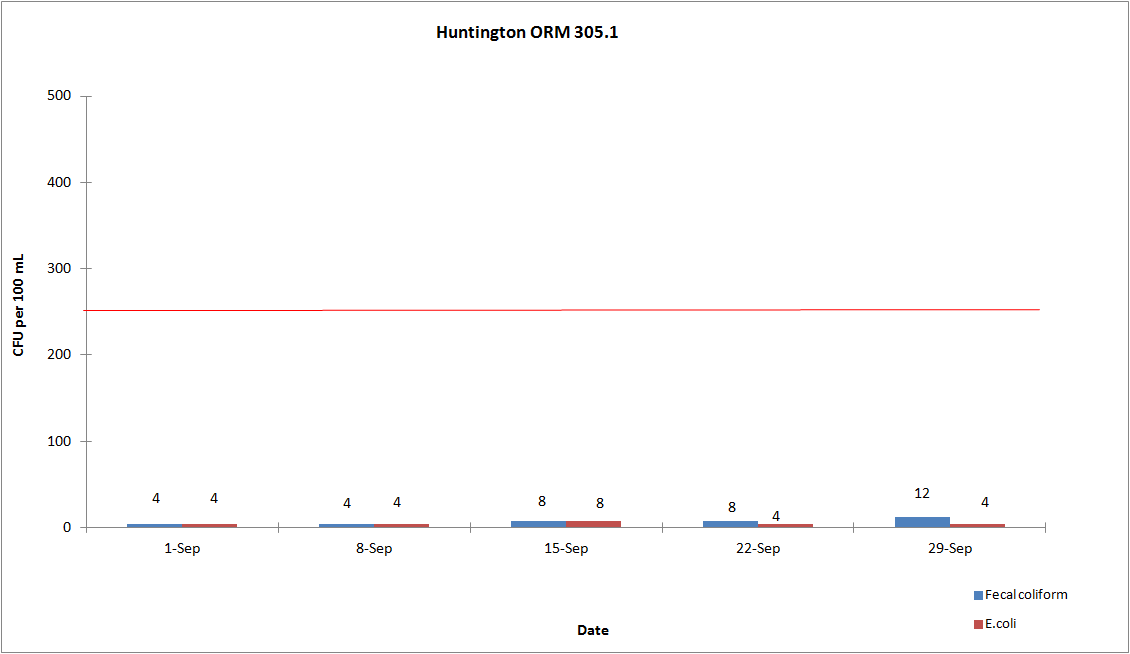 Huntington ORM 305.1
500
400
300
200
100
0
CFU per 100 mL
4 4 4 4 8 8 8 4 12 4
1-Sep 8-Sep 15-Sep 22-Sep 29-Sep
Fecal coliform
E.coli
Date